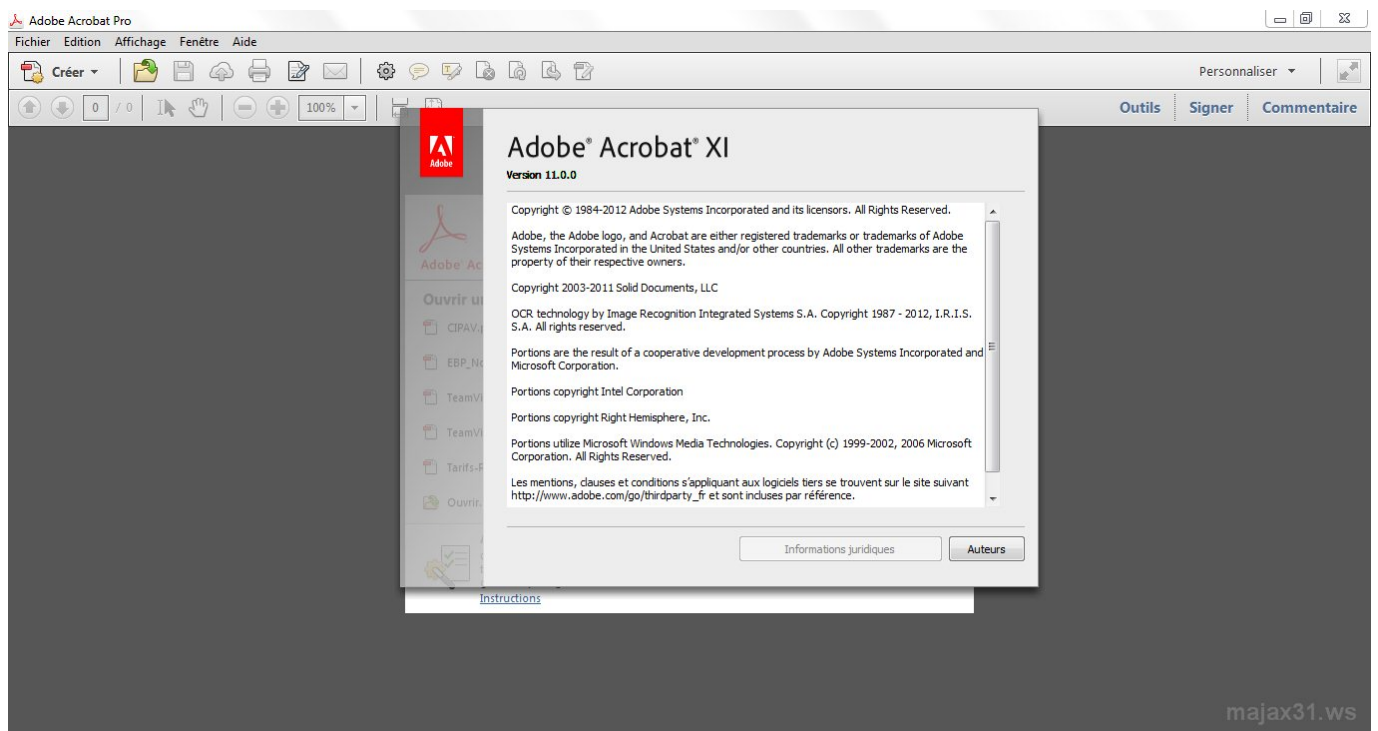 Adobe Acrobat Pro
Fichier Edition Affichage Fenêtre Aide
Créer
Personnaliser
0 / 0
100%
Outils Signer Commentaire
Adobe
Adobe® Acrobat® XI
Version 11.0.0
Copyright © 1984-2012 Adobe Systems Incorporated and its licensors. All Rights Reserved.
Adobe, the Adobe logo, and Acrobat are either registered trademarks or trademarks of Adobe
Systems Incorporated in the United States and/or other countries. All other trademarks are the
property of their respective owners.
Copyright 2003-2011 Solid Documents, LLC
OCR technology by Image Recognition Integrated Systems S.A. Copyright 1987 - 2012, I.R.I.S.
S.A. All rights reserved.
Portions are the result of a cooperative development process by Adobe Systems Incorporated and
Microsoft Corporation.
Portions copyright Intel Corporation
Portions copyright Right Hemisphere, Inc.
Portions utilize Microsoft Windows Media Technologies. Copyright (c) 1999-2002, 2006 Microsoft
Corporation. All Rights Reserved.
Les mentions, clauses et conditions s'appliquant aux logiciels tiers se trouvent sur le site suivant
http://www.adobe.com/go/thirdparty_fr et sont incluses par référence.
Informations juridiques
Auteurs
Adobe Ac
Ouvrir u
CIPAV.
EBP_No
TeamVi
TeamVi
Tarifs-
Ouvrir.
Instructions
majax31.ws